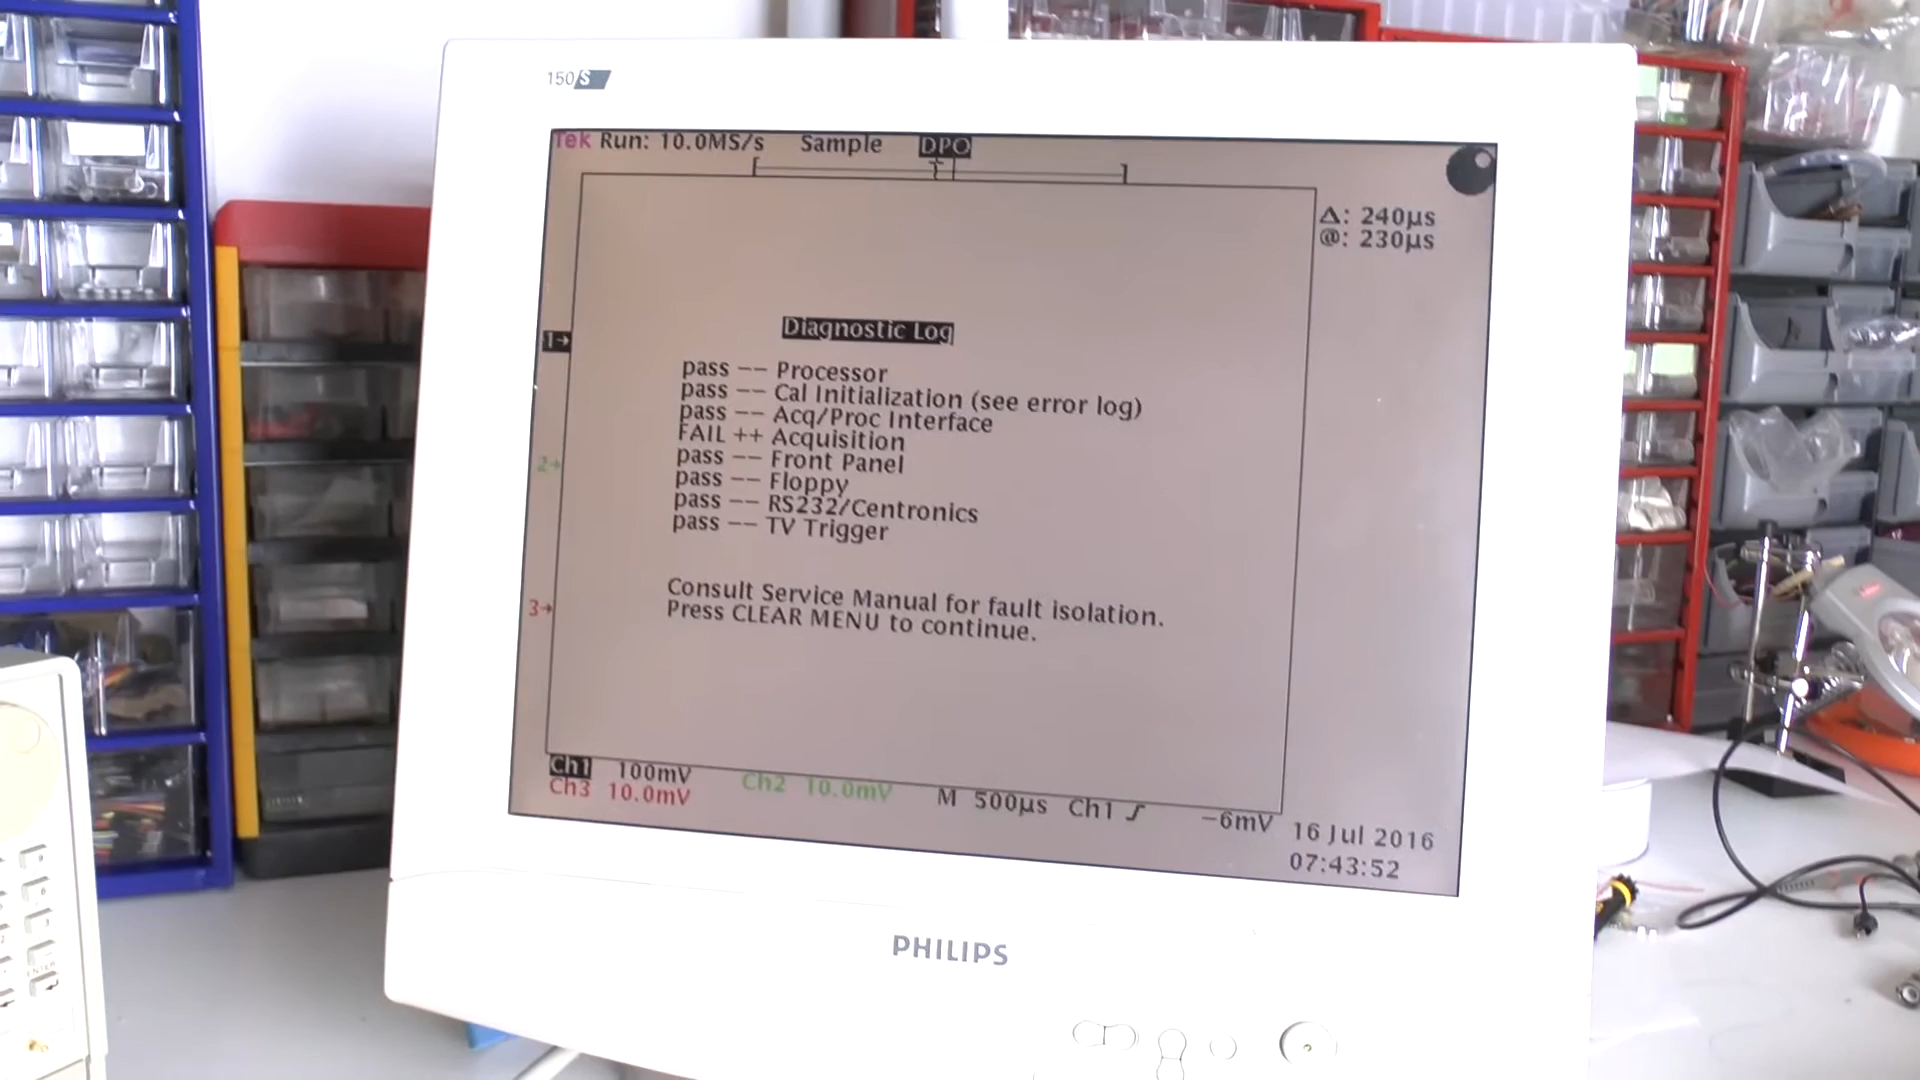 150S
Tek Run: 10.0MS/s Sample DPO
Δ: 240µs
@: 230µs
Diagnostic Log
1→
pass -- Processor
pass -- Cal Initialization (see error log)
pass -- Acq/Proc Interface
FAIL ++ Acquisition
pass -- Front Panel
2→
pass -- Floppy
pass -- RS232/Centronics
pass -- TV Trigger
Consult Service Manual for fault isolation.
3→
Press CLEAR MENU to continue.
Ch1 100mV Ch2 10.0mV M 500µs Ch1 ƒ -6mV
Ch3 10.0mV
16 Jul 2016
07:43:52
PHILIPS